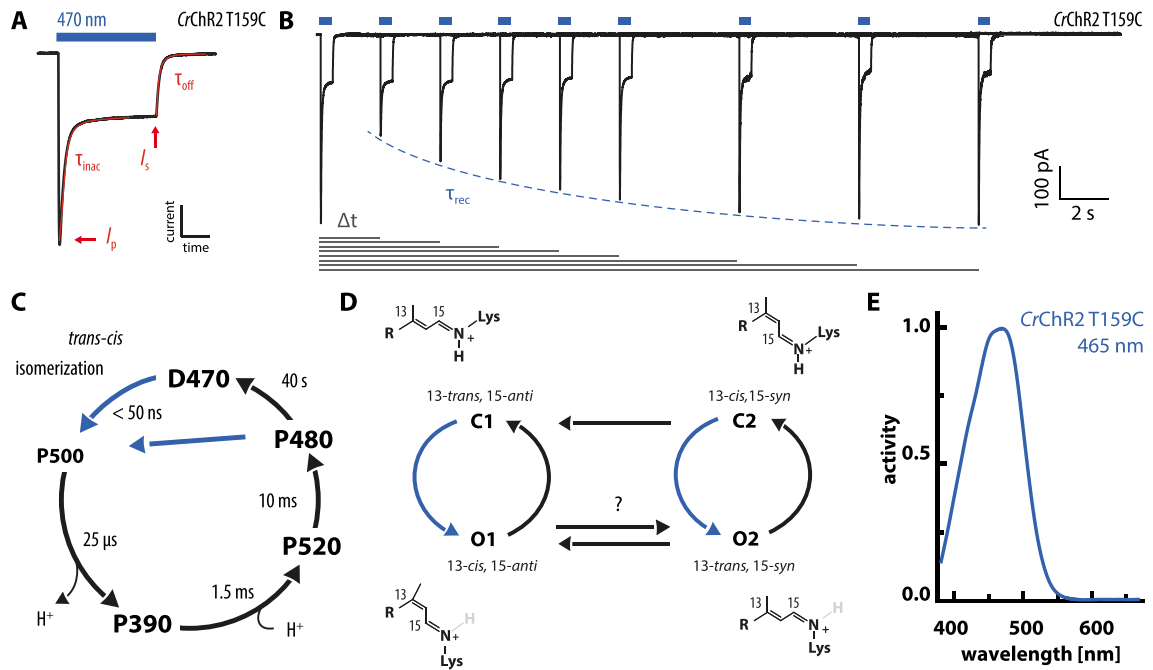 A
470 nm
CrChR2 T159C
τoff
τinac
Is
Ip
current
time
B
CrChR2 T159C
τrec
Δt
100 pA
2 s
C
trans-cis
isomerization
D470
40 s
< 50 ns
P480
P500
10 ms
25 µs
P520
1.5 ms
H+
P390
H+
D
13
15
R
Lys
N
+
H
13-trans, 15-anti
C1
O1
13-cis, 15-anti
13
R
15
H
N
+
Lys
?
13
R
15
Lys
N
+
H
13-cis,15-syn
C2
O2
13-trans, 15-syn
13
15
H
R
N
+
Lys
E
CrChR2 T159C
465 nm
1.0
0.5
0.0
activity
400
500
600
wavelength [nm]